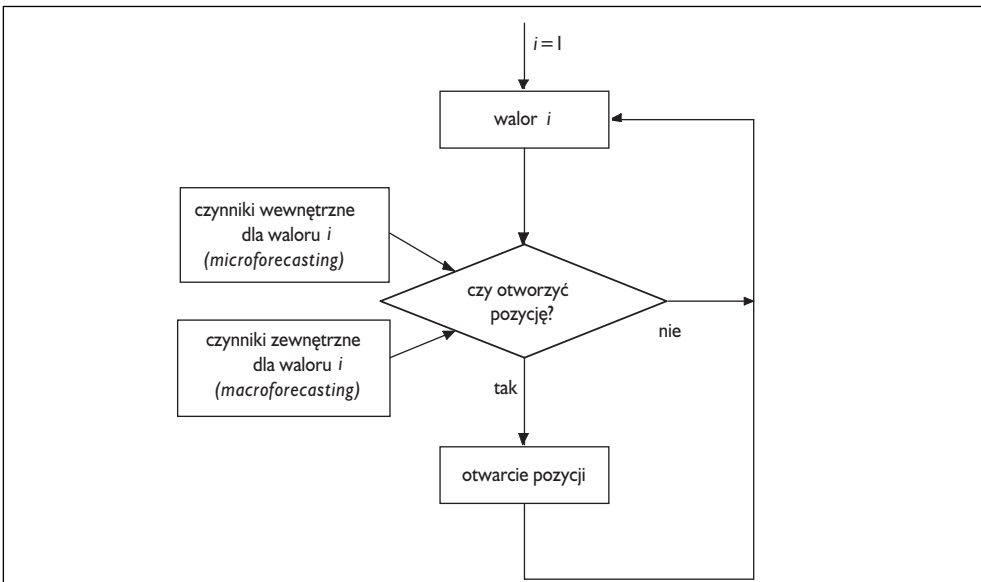 i = 1
walor i
czynniki wewnętrzne
dla waloru i
(microforecasting)
czy otworzyć
pozycję?
nie
czynniki zewnętrzne
dla waloru i
(macroforecasting)
tak
otwarcie pozycji